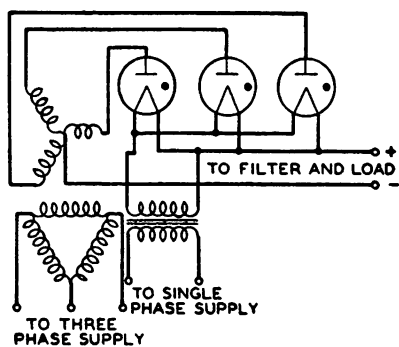 +
TO FILTER AND LOAD
−
TO SINGLE
PHASE SUPPLY
TO THREE
PHASE SUPPLY